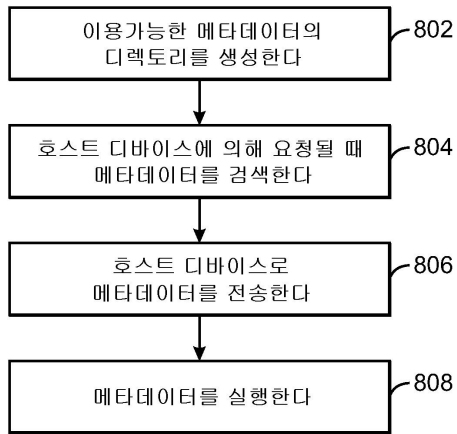 이용가능한 메타데이터의
디렉토리를 생성한다
802
호스트 디바이스에 의해 요청될 때
메타데이터를 검색한다
804
호스트 디바이스로
메타데이터를 전송한다
806
메타데이터를 실행한다
808